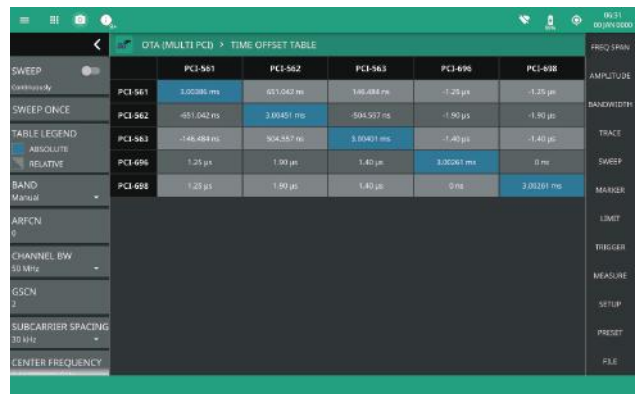 06:31
00 JAN 0000
OTA (MULTI PCI) > TIME OFFSET TABLE
SWEEP
Continuously
SWEEP ONCE
TABLE LEGEND
ABSOLUTE
RELATIVE
BAND
Manual
ARFCN
0
CHANNEL BW
50 MHz
GSCN
2
SUBCARRIER SPACING
30 kHz
CENTER FREQUENCY
PCI-561 PCI-562 PCI-563 PCI-696 PCI-698
PCI-561 3.00386 ms 651.042 ns 146.484 ns -1.25 µs -1.25 µs
PCI-562 -651.042 ns 3.00451 ms -504.557 ns -1.90 µs -1.90 µs
PCI-563 -146.484 ns 504.557 ns 3.00401 ms -1.40 µs -1.40 µs
PCI-696 1.25 µs 1.90 µs 1.40 µs 3.00261 ms 0 ns
PCI-698 1.25 µs 1.90 µs 1.40 µs 0 ns 3.00261 ms
FREQ SPAN
AMPLITUDE
BANDWIDTH
TRACE
SWEEP
MARKER
LIMIT
TRIGGER
MEASURE
SETUP
PRESET
FILE